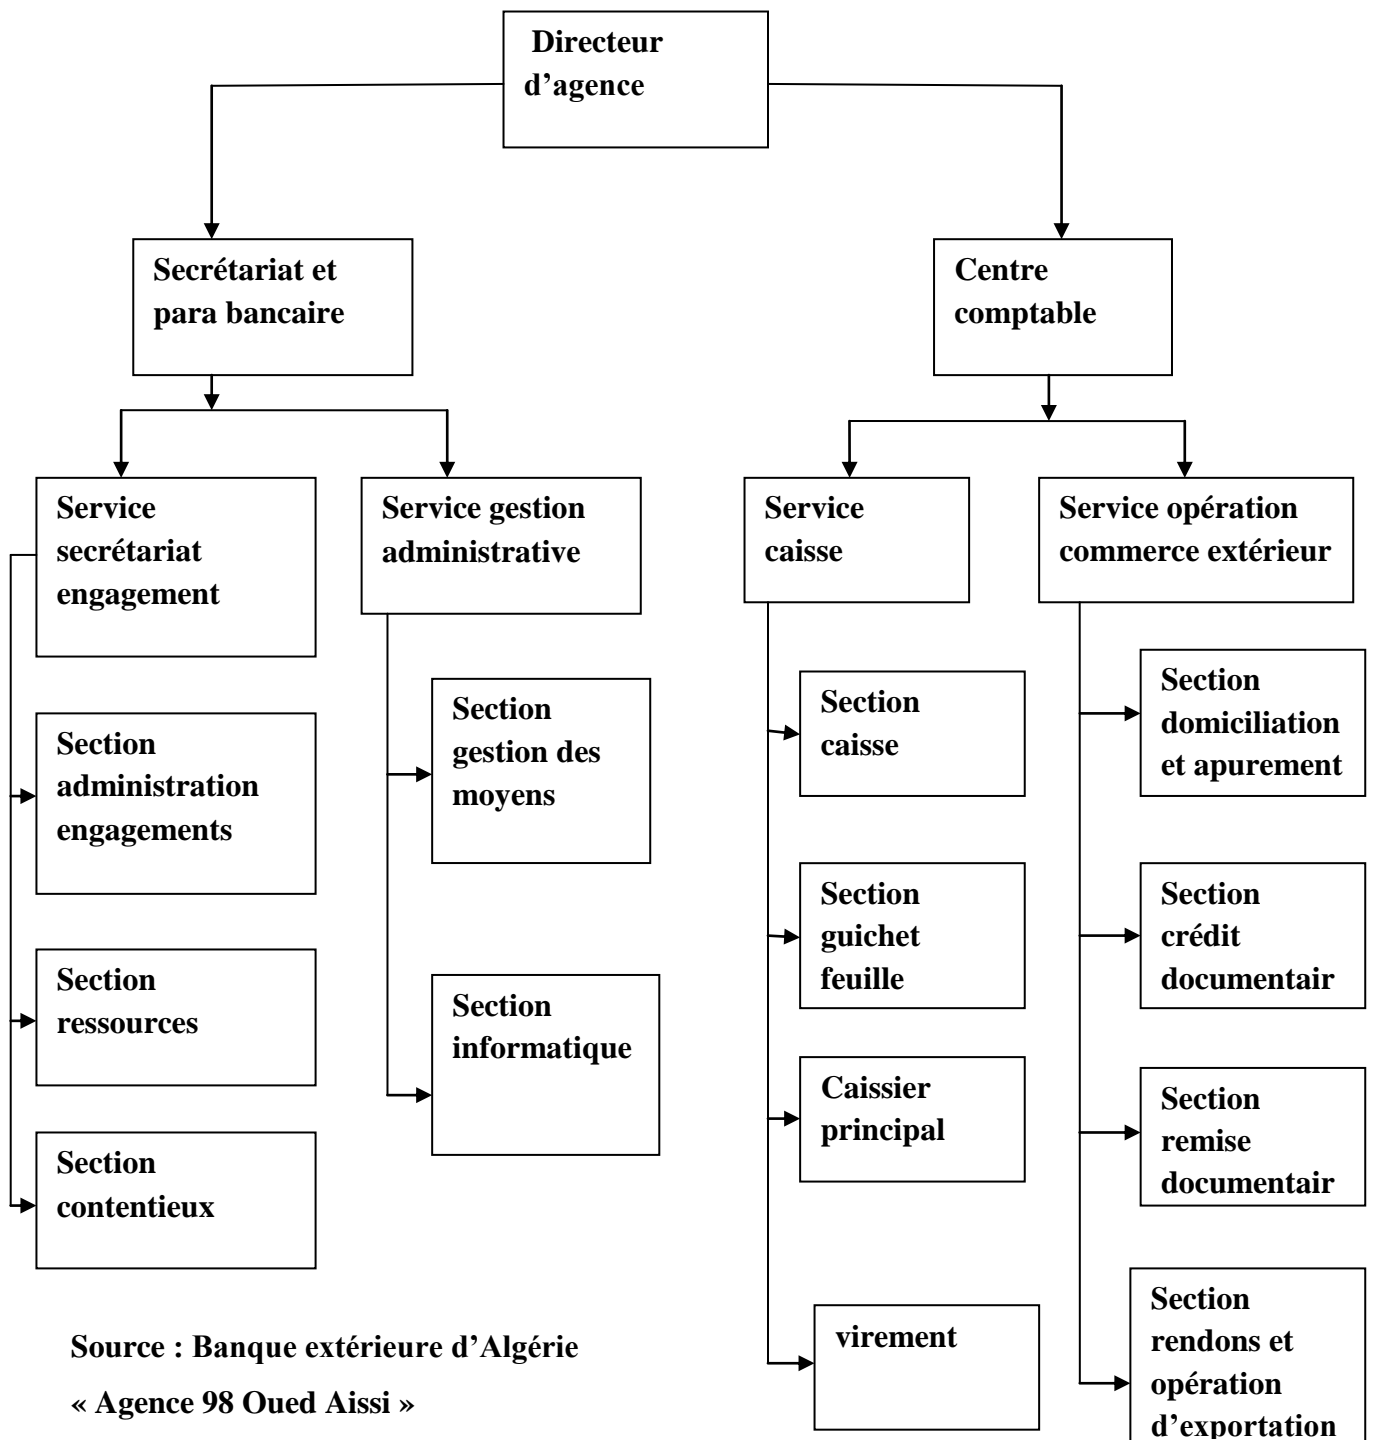 Directeur
d’agence
Secrétariat et
para bancaire
Centre
comptable
Service
secrétariat
engagement
Service gestion
administrative
Service
caisse
Service opération
commerce extérieur
Section
administration
engagements
Section
ressources
Section
contentieux
Section
gestion des
moyens
Section
informatique
Section
caisse
Section
guichet
feuille
Caissier
principal
virement
Section
domiciliation
et apurement
Section
crédit
documentair
Section
remise
documentair
Section
rendons et
opération
d’exportation
Source : Banque extérieure d’Algérie
« Agence 98 Oued Aissi »